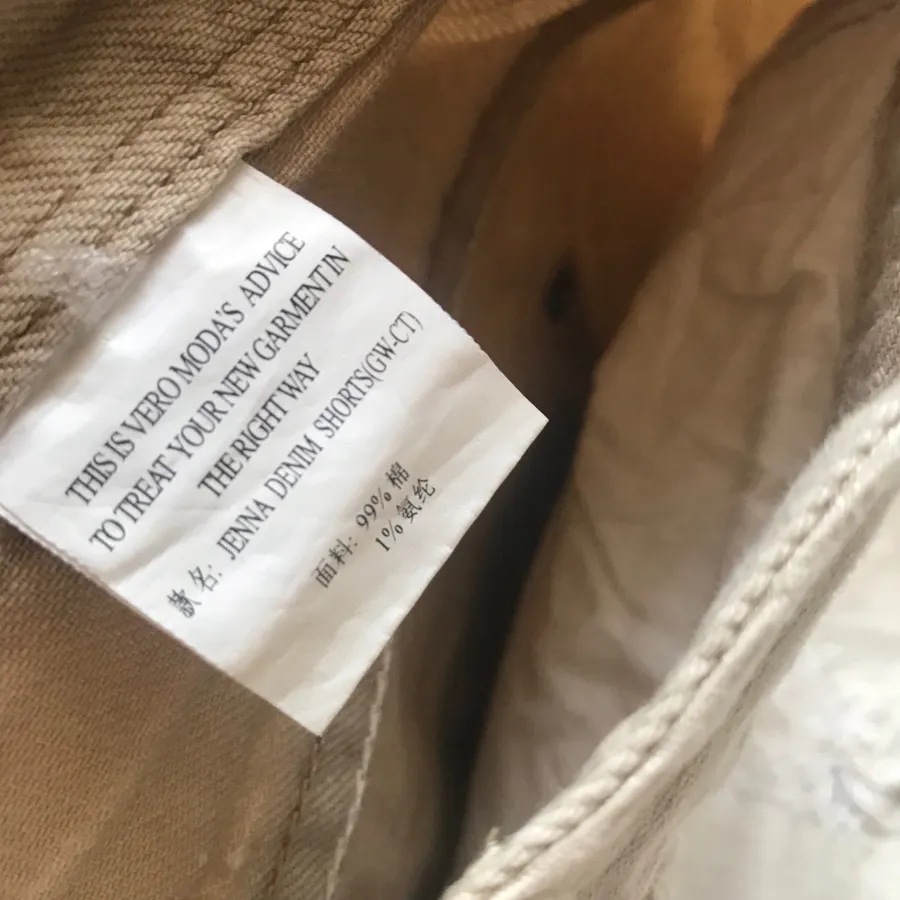 THIS IS VERO MODA'S ADVICE
TO TREAT YOUR NEW GARMENT IN
THE RIGHT WAY
款名: JENNA DENIM SHORTS(GW-CT)
面料: 99% 棉
1% 氨纶